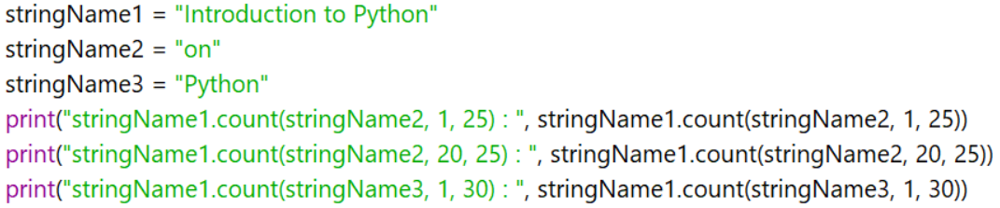 stringName1 = "Introduction to Python"
stringName2 = "on"
stringName3 = "Python"
print("stringName1.count(stringName2, 1, 25) : ", stringName1.count(stringName2, 1, 25))
print("stringName1.count(stringName2, 20, 25) : ", stringName1.count(stringName2, 20, 25))
print("stringName1.count(stringName3, 1, 30) : ", stringName1.count(stringName3, 1, 30))